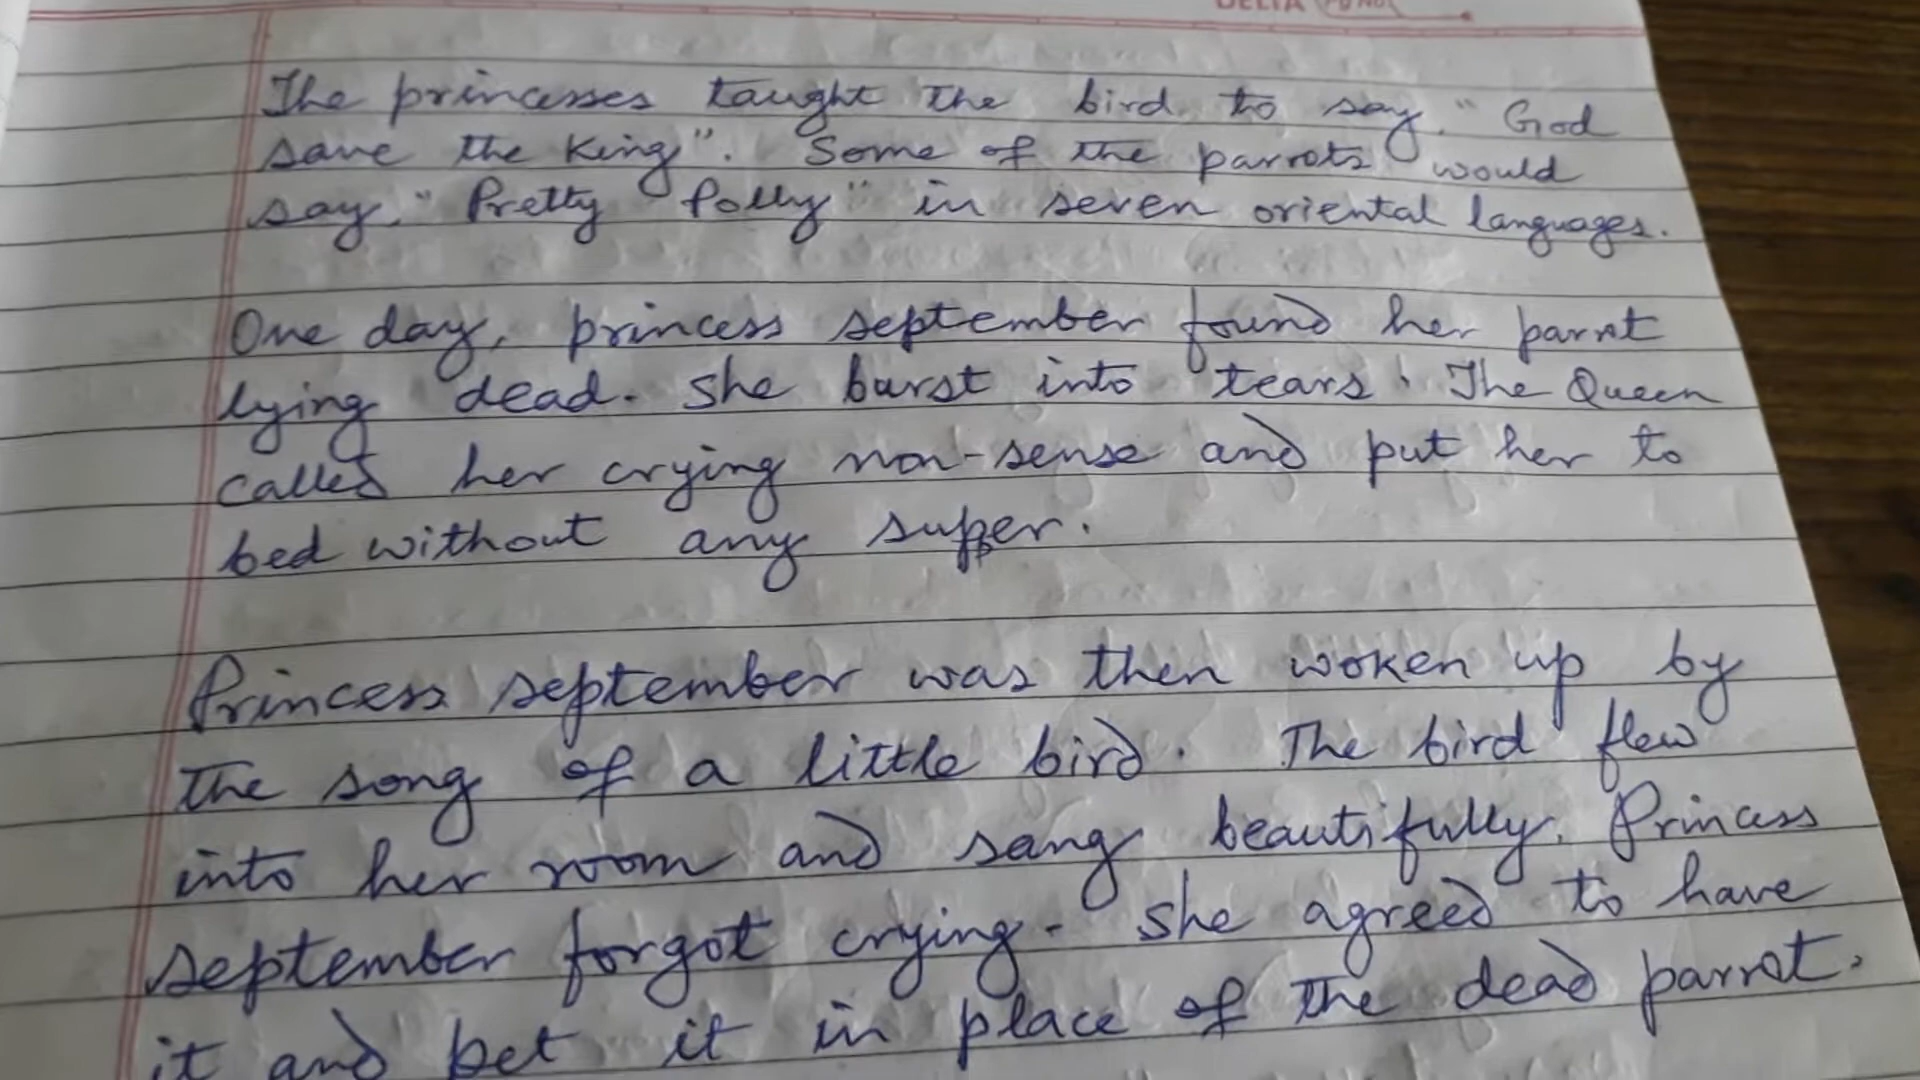 DELTA
The princesses taught the bird to say, "God
save the King". Some of the parrots would
say, "Pretty Polly" in seven oriental languages.
One day, princess september found her parrot
lying dead. She burst into tears. The Queen
called her crying non-sense and put her to
bed without any supper.
Princess september was then woken up by
the song of a little bird. The bird flew
into her room and sang beautifully. Princess
september forgot crying. She agreed to have
it and pet it in place of the dead parrot.